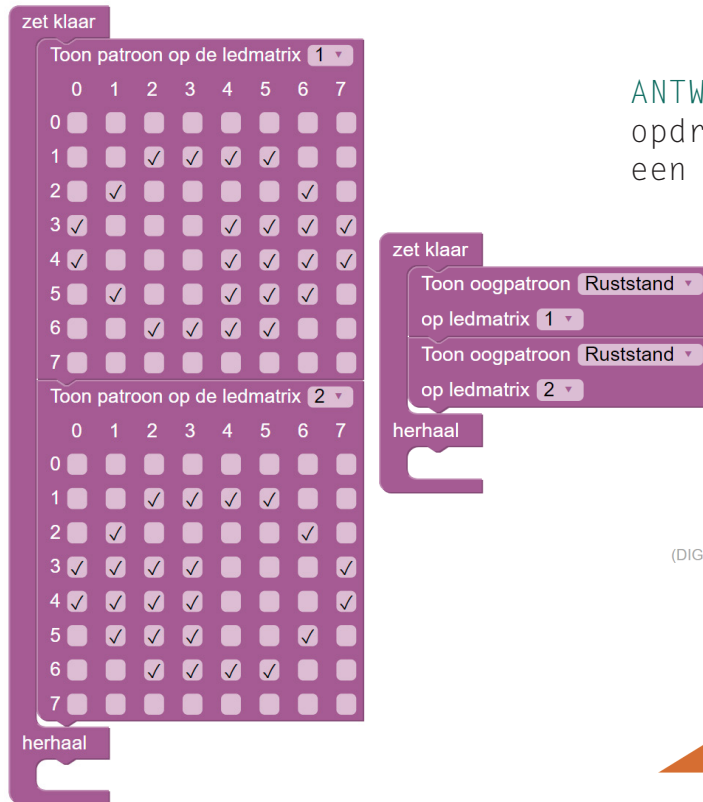 zet klaar
Toon patroon op de ledmatrix 1
0 1 2 3 4 5 6 7
0
1 ✓ ✓ ✓ ✓
2 ✓ ✓
3 ✓ ✓ ✓ ✓ ✓
4 ✓ ✓ ✓ ✓ ✓
5 ✓ ✓ ✓ ✓
6 ✓ ✓ ✓ ✓
7
Toon patroon op de ledmatrix 2
0 1 2 3 4 5 6 7
0
1 ✓ ✓ ✓ ✓
2 ✓ ✓
3 ✓ ✓ ✓ ✓ ✓
4 ✓ ✓ ✓ ✓ ✓
5 ✓ ✓ ✓ ✓
6 ✓ ✓ ✓ ✓
7
herhaal
ANTW
opdr
een
zet klaar
Toon oogpatroon Ruststand
op ledmatrix 1
Toon oogpatroon Ruststand
op ledmatrix 2
herhaal
(DIG